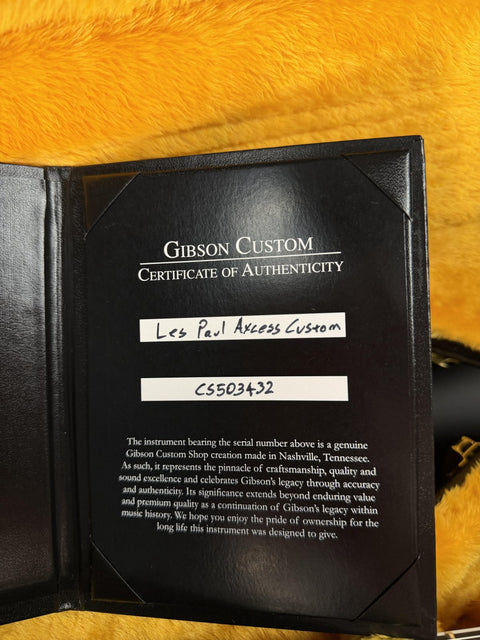 GIBSON CUSTOM
CERTIFICATE OF AUTHENTICITY
Les Paul Axcess Custom
CS503432
The instrument bearing the serial number above is a genuine
Gibson Custom Shop creation made in Nashville, Tennessee.
As such, it represents the pinnacle of craftsmanship, quality and
sound excellence and celebrates Gibson's legacy through accuracy
and authenticity. Its significance extends beyond enduring value
and premium quality as a continuation of Gibson's legacy within
music history. We hope you enjoy the pride of ownership for the
long life this instrument was designed to give.